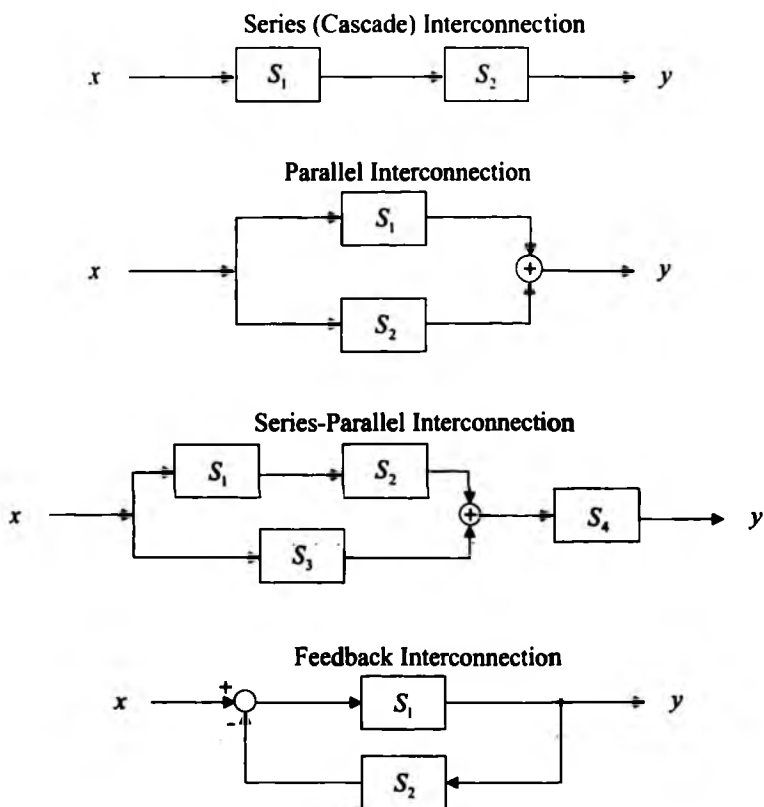 Series (Cascade) Interconnection
x S₁ S₂ y
Parallel Interconnection
S₁
x + y
S₂
Series-Parallel Interconnection
S₁ S₂
x + S₄ y
S₃
Feedback Interconnection
+
x S₁ y
-
S₂